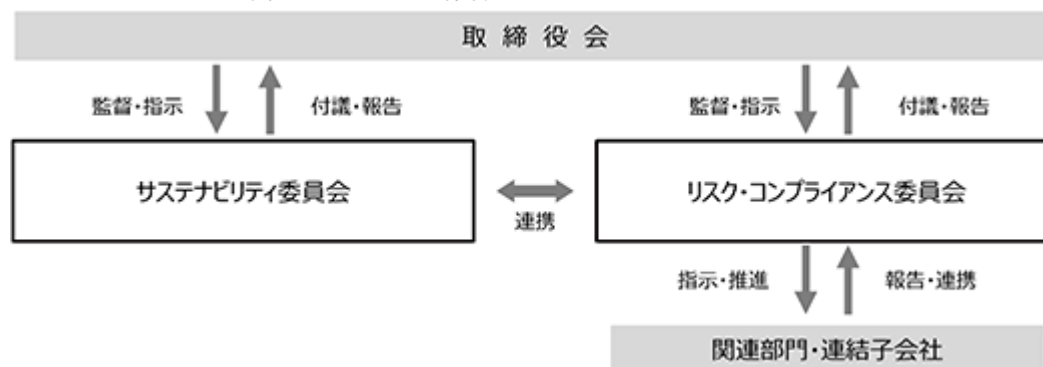 取締役会
監督・指示
付議・報告
監督・指示
付議・報告
サステナビリティ委員会
連携
リスク・コンプライアンス委員会
指示・推進
報告・連携
関連部門・連結子会社